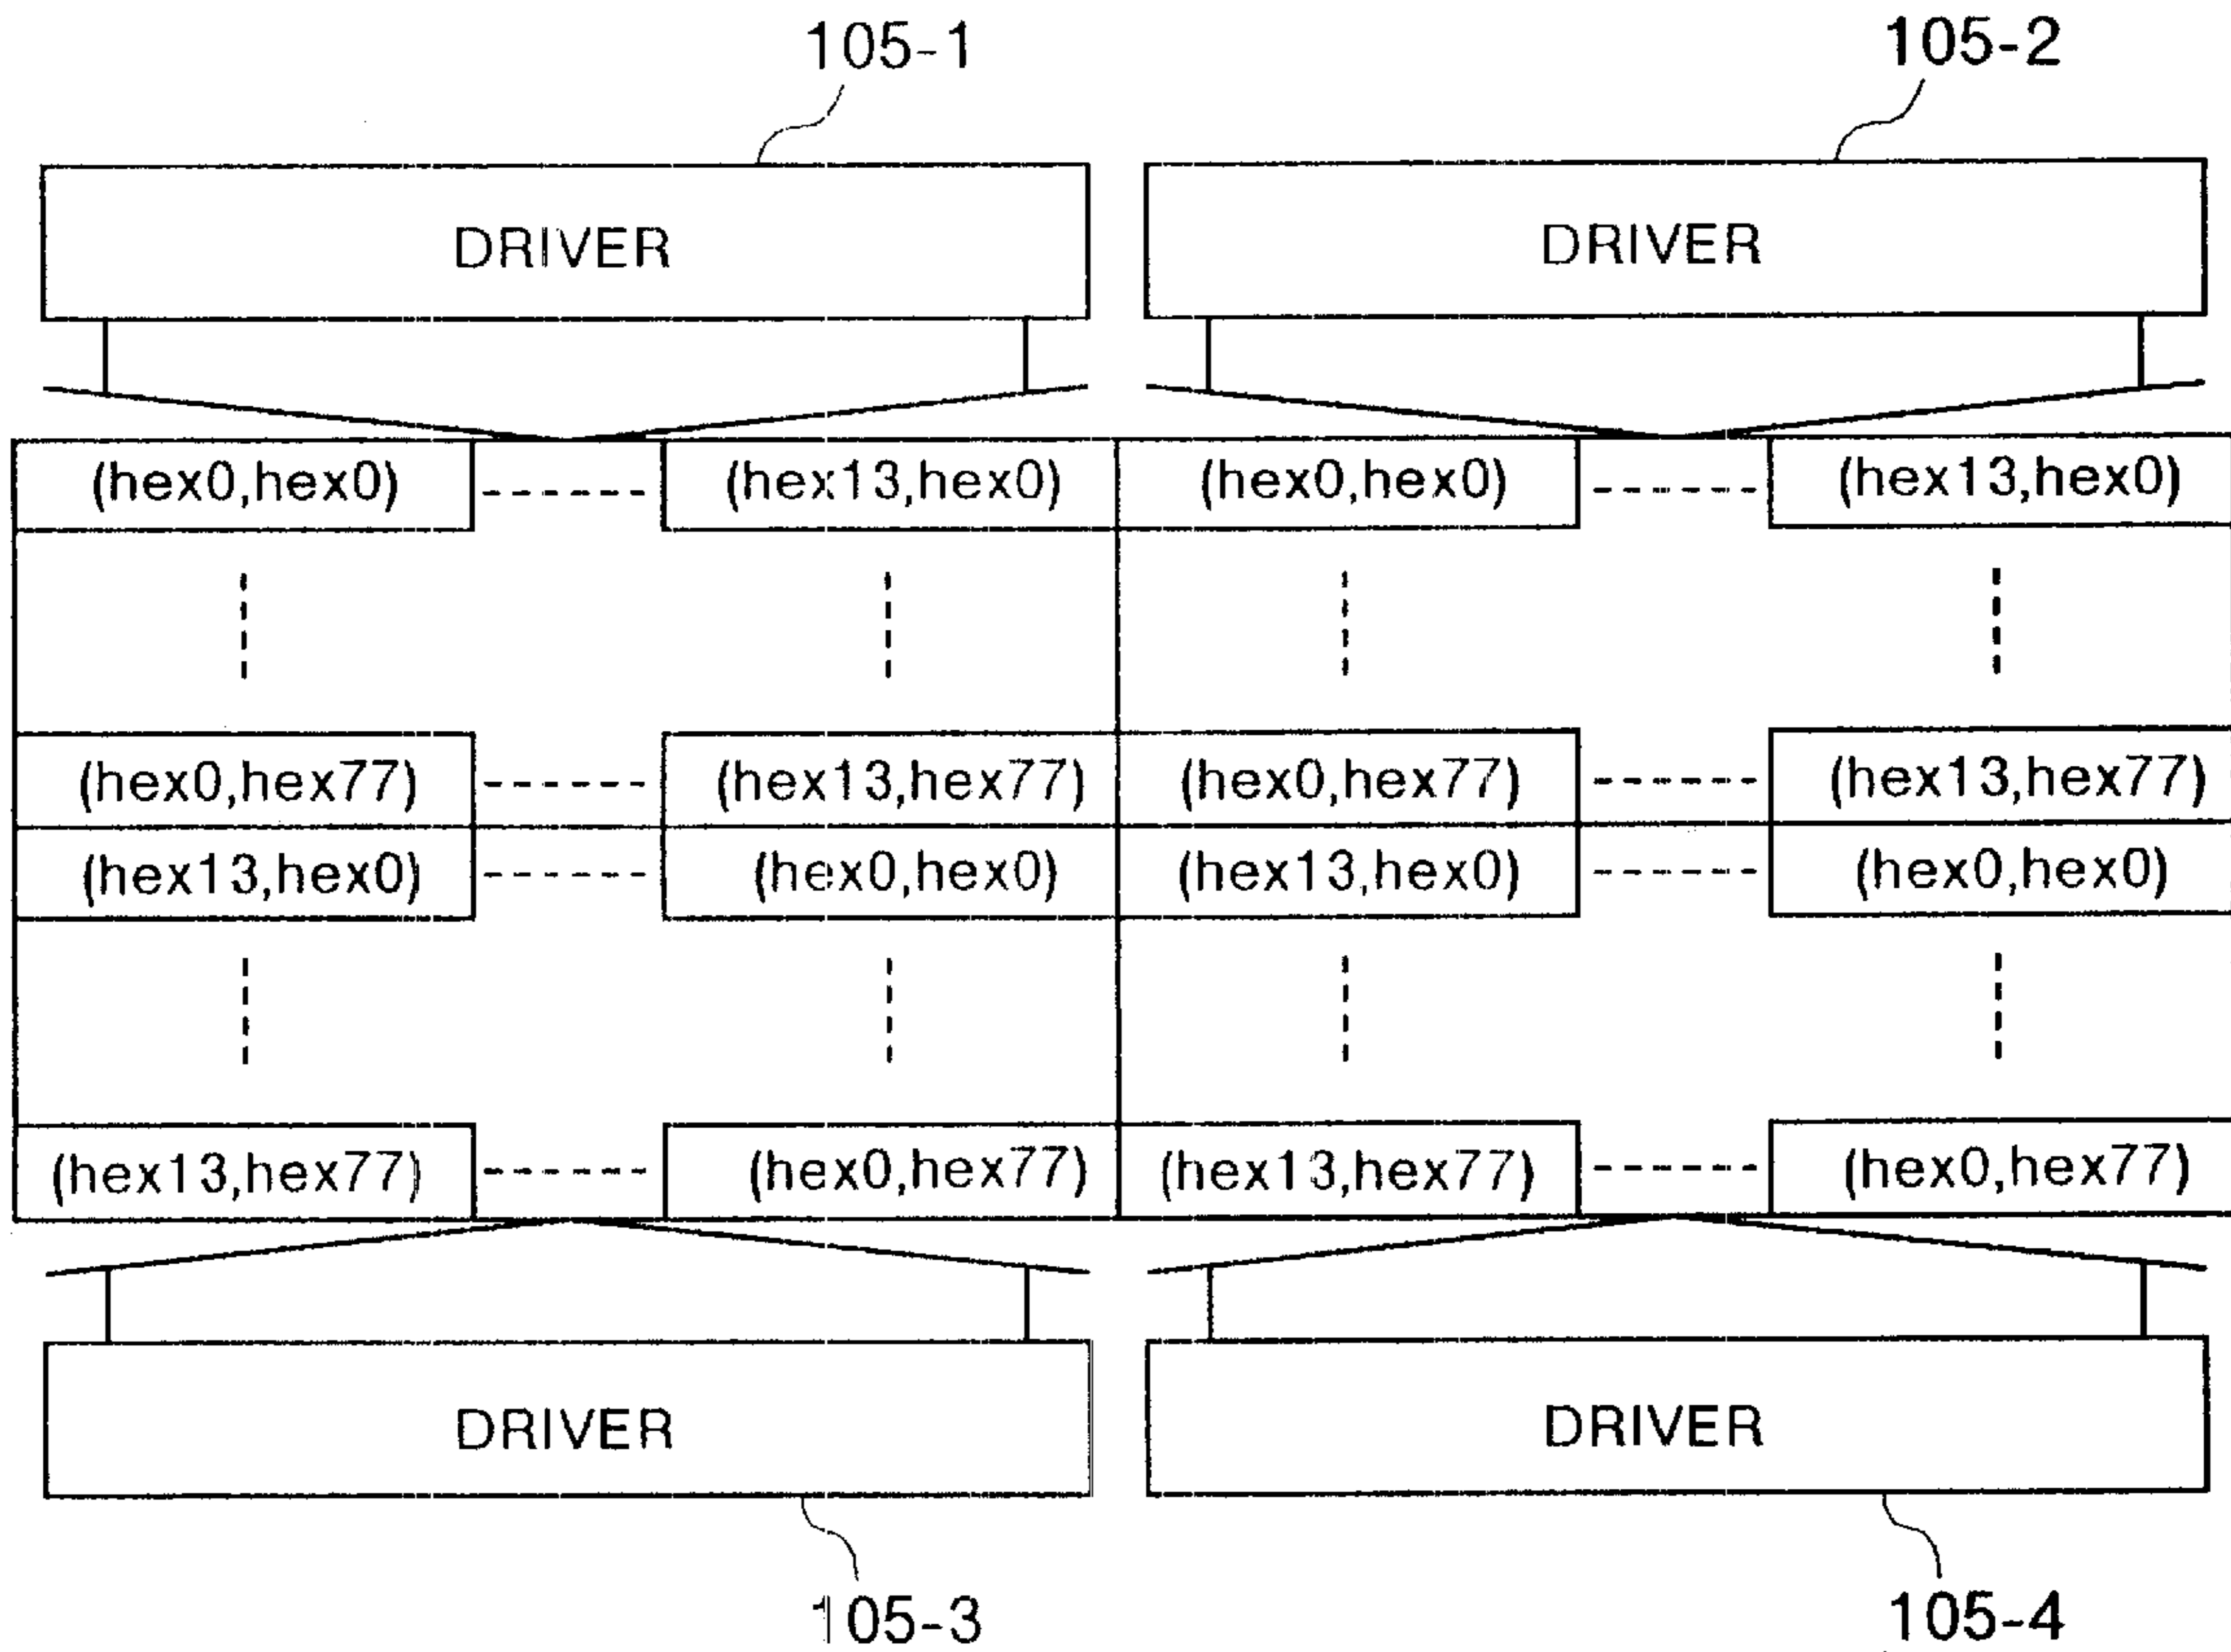 105-1 105-2
DRIVER DRIVER
(hex0,hex0) (hex13,hex0) (hex0,hex0) (hex13,hex0)
(hex0,hex77) (hex13,hex77) (hex0,hex77) (hex13,hex77)
(hex13,hex0) (hex0,hex0) (hex13,hex0) (hex0,hex0)
(hex13,hex77) (hex0,hex77) (hex13,hex77) (hex0,hex77)
DRIVER DRIVER
105-3 105-4